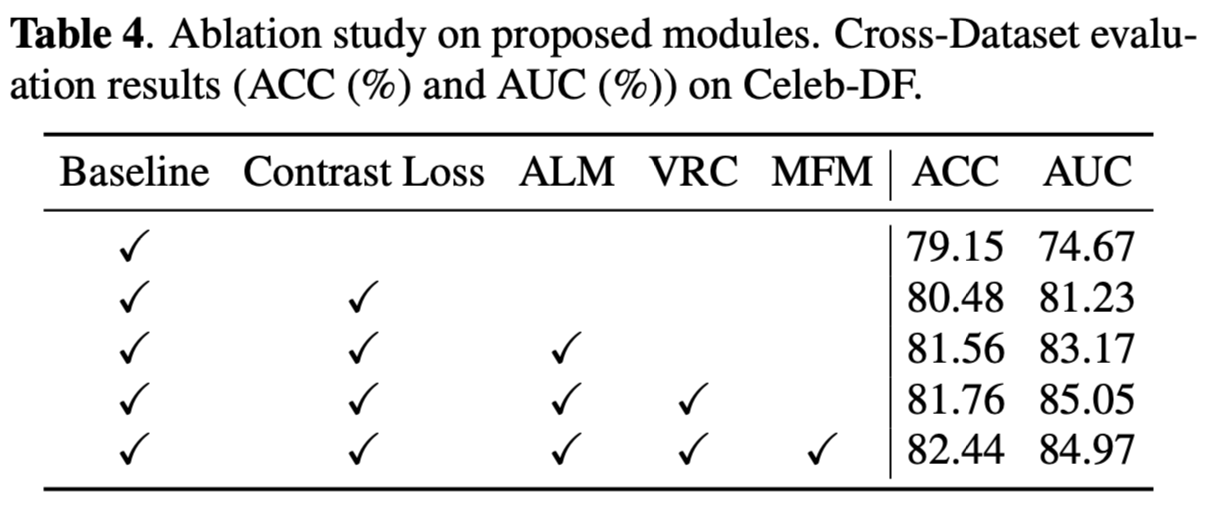 Table 4. Ablation study on proposed modules. Cross-Dataset evalu-
ation results (ACC (%) and AUC (%)) on Celeb-DF.
Baseline Contrast Loss ALM VRC MFM ACC AUC
✓ 79.15 74.67
✓ ✓ 80.48 81.23
✓ ✓ ✓ 81.56 83.17
✓ ✓ ✓ ✓ 81.76 85.05
✓ ✓ ✓ ✓ ✓ 82.44 84.97